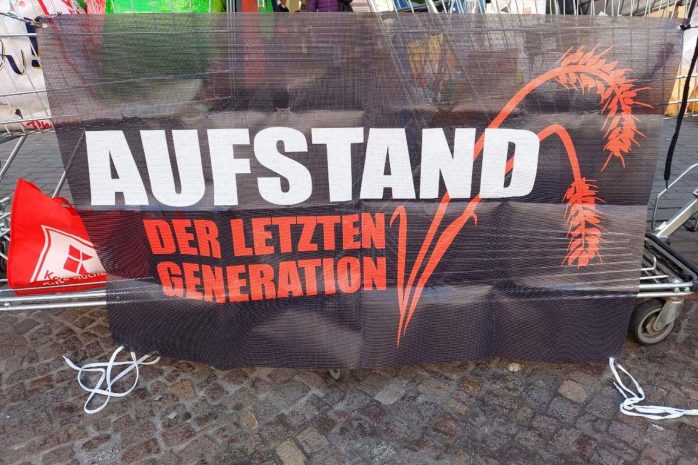 AUFSTAND
DER LETZTEN
GENERATION